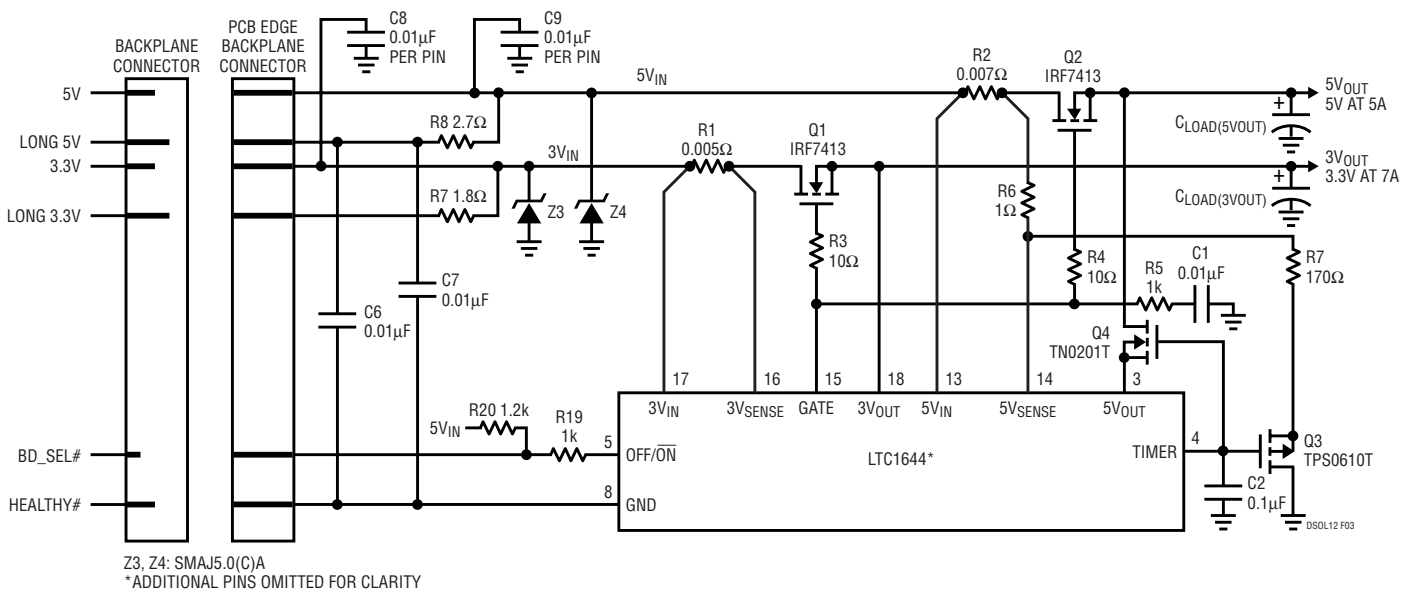 BACKPLANE
CONNECTOR
PCB EDGE
BACKPLANE
CONNECTOR
C8
0.01µF
PER PIN
C9
0.01µF
PER PIN
5V
LONG 5V
3.3V
LONG 3.3V
BD_SEL#
HEALTHY#
5VIN
R2
0.007Ω
Q2
IRF7413
5VOUT
5V AT 5A
CLOAD(5VOUT)
+
R8 2.7Ω
3VIN
R1
0.005Ω
Q1
IRF7413
3VOUT
3.3V AT 7A
CLOAD(3VOUT)
+
R7 1.8Ω
Z3
Z4
R6
1Ω
R3
10Ω
R4
10Ω
R5
1k
C1
0.01µF
R7
170Ω
C7
0.01µF
C6
0.01µF
Q4
TN0201T
17
16
15
18
13
14
3
3VIN
3VSENSE
GATE
3VOUT
5VIN
5VSENSE
5VOUT
R20 1.2k
5VIN
R19
1k
5
OFF/ON
8
GND
LTC1644*
TIMER
4
Q3
TPS0610T
C2
0.1µF
DSOL12 F03
Z3, Z4: SMAJ5.0(C)A
*ADDITIONAL PINS OMITTED FOR CLARITY